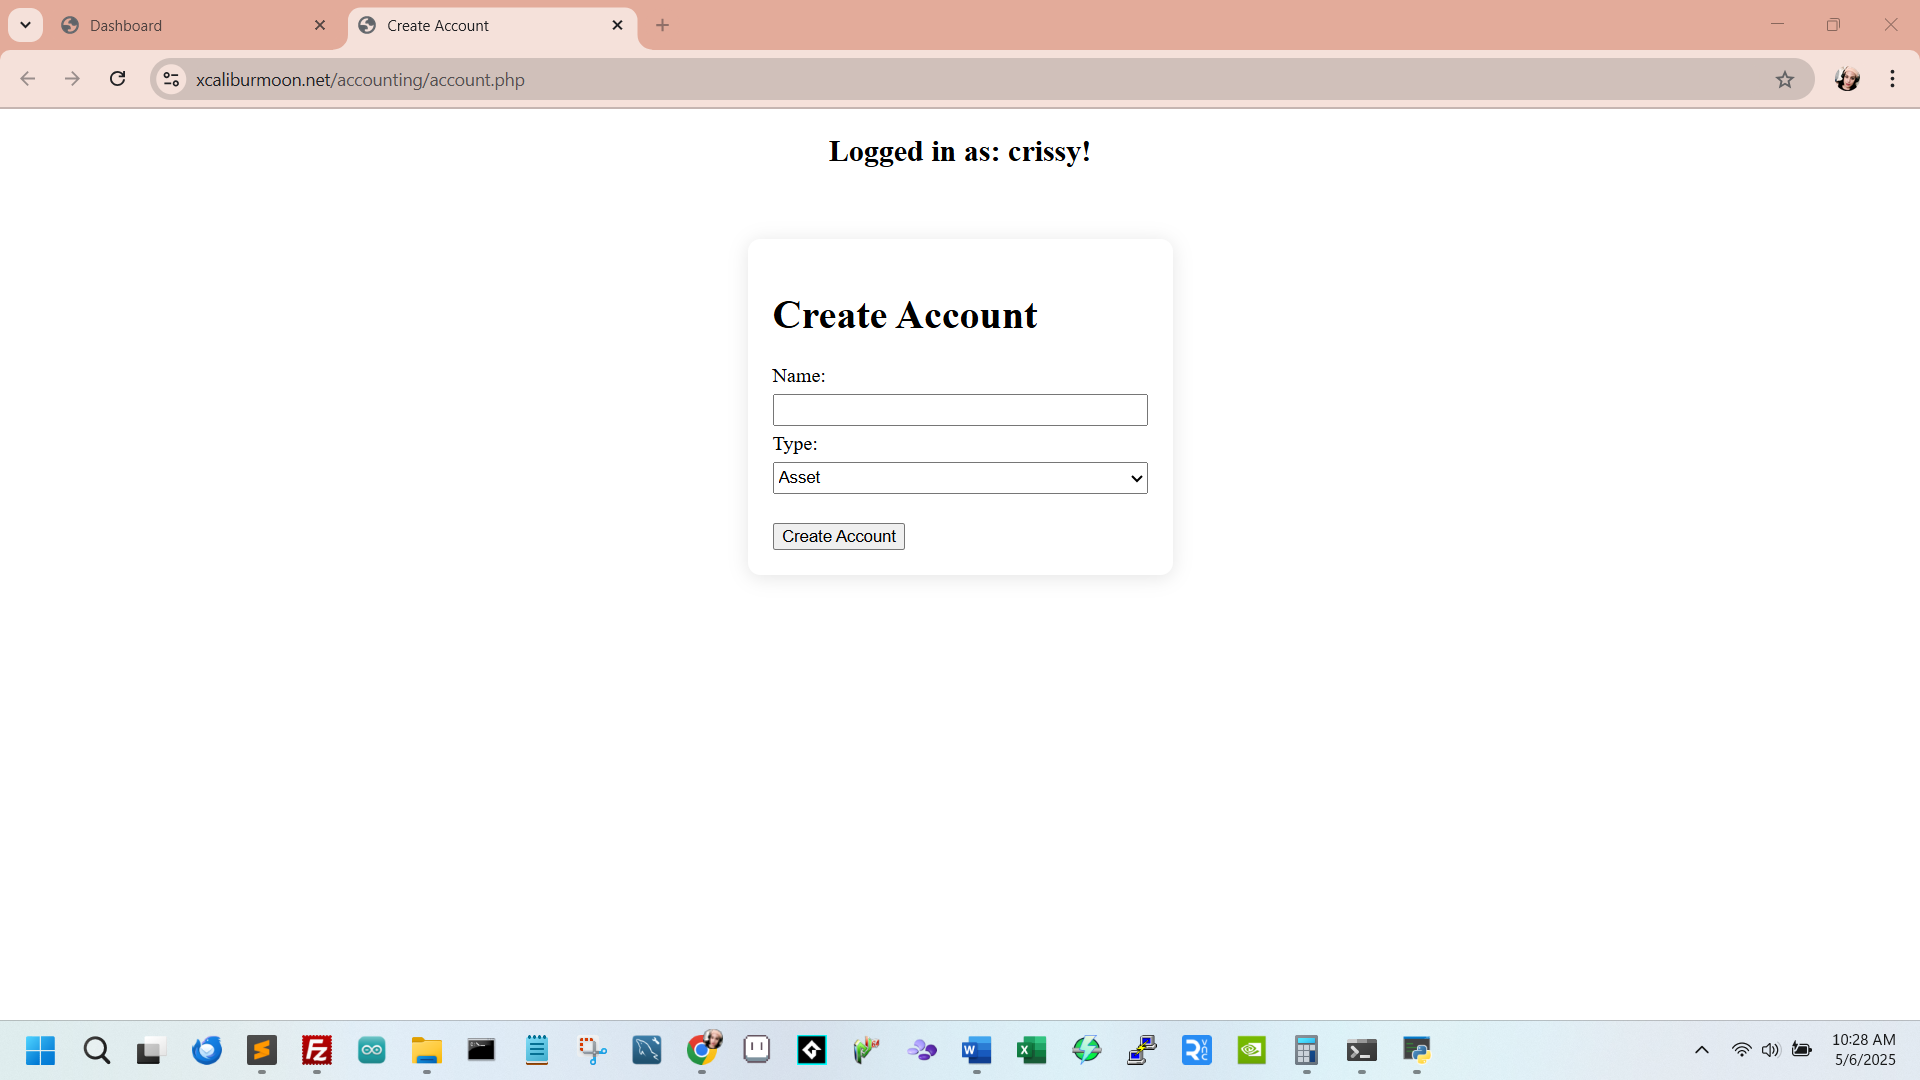 Dashboard
Create Account
xcaliburmoon.net/accounting/account.php
Logged in as: crissy!
Create Account
Name:
Type:
Asset
Create Account
10:28 AM
5/6/2025